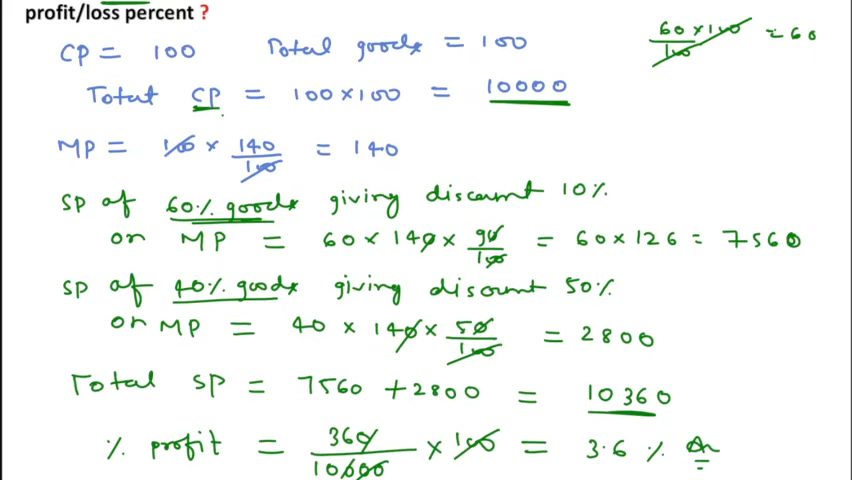 profit/loss percent ?
60 x 100 / 100 = 60
CP = 100 Total goods = 100
Total CP = 100 x 100 = 10000
MP = 100 x 140/100 = 140
SP of 60% goods giving discount 10%
on MP = 60 x 140 x 90/100 = 60 x 126 = 7560
SP of 40% goods giving discount 50%
on MP = 40 x 140 x 50/100 = 2800
Total SP = 7560 + 2800 = 10360
% profit = 360/10000 x 100 = 3.6 % An